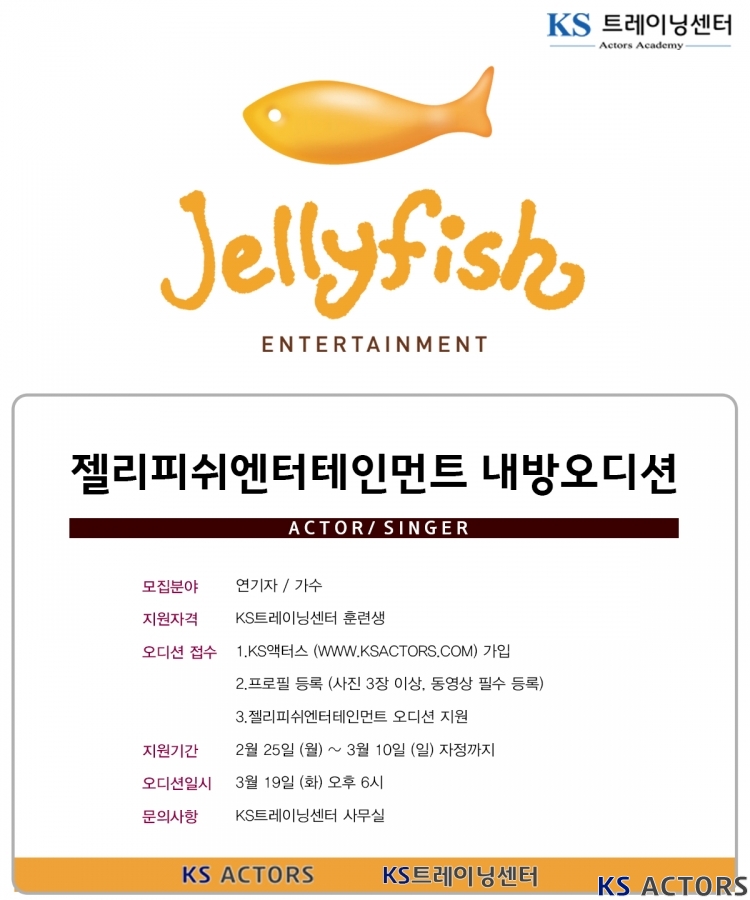 KS 트레이닝센터
Actors Academy
Jellyfish
ENTERTAINMENT
젤리피쉬엔터테인먼트 내방오디션
ACTOR/ SINGER
모집분야 연기자 / 가수
지원자격 KS트레이닝센터 훈련생
오디션 접수 1.KS액터스 (WWW.KSACTORS.COM) 가입
2.프로필 등록 (사진 3장 이상, 동영상 필수 등록)
3.젤리피쉬엔터테인먼트 오디션 지원
지원기간 2월 25일 (월) ~ 3월 10일 (일) 자정까지
오디션일시 3월 19일 (화) 오후 6시
문의사항 KS트레이닝센터 사무실
KS ACTORS KS트레이닝센터
KS ACTORS